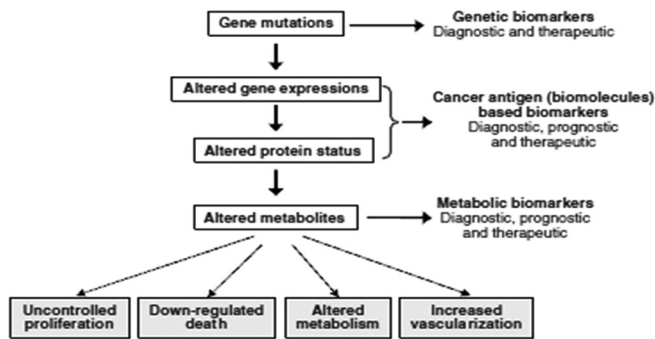 Gene mutations
Genetic biomarkers
Diagnostic and therapeutic
Altered gene expressions
Cancer antigen (biomolecules)
based biomarkers
Diagnostic, prognostic
and therapeutic
Altered protein status
Metabolic biomarkers
Altered metabolites
Diagnostic, prognostic
and therapeutic
Uncontrolled
proliferation
Down-regulated
death
Altered
metabolism
Increased
vascularization